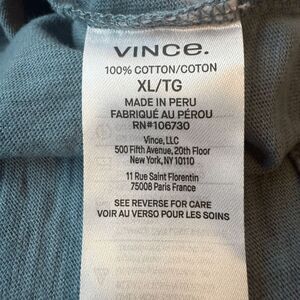 VINCE.
100% COTTON/COTON
XL/TG
MADE IN PERU
FABRIQUÉ AU PÉROU
RN#106730
Vince, LLC
500 Fifth Avenue, 20th Floor
New York, NY 10110
11 Rue Saint Florentin
75008 Paris France
SEE REVERSE FOR CARE
VOIR AU VERSO POUR LES SOINS